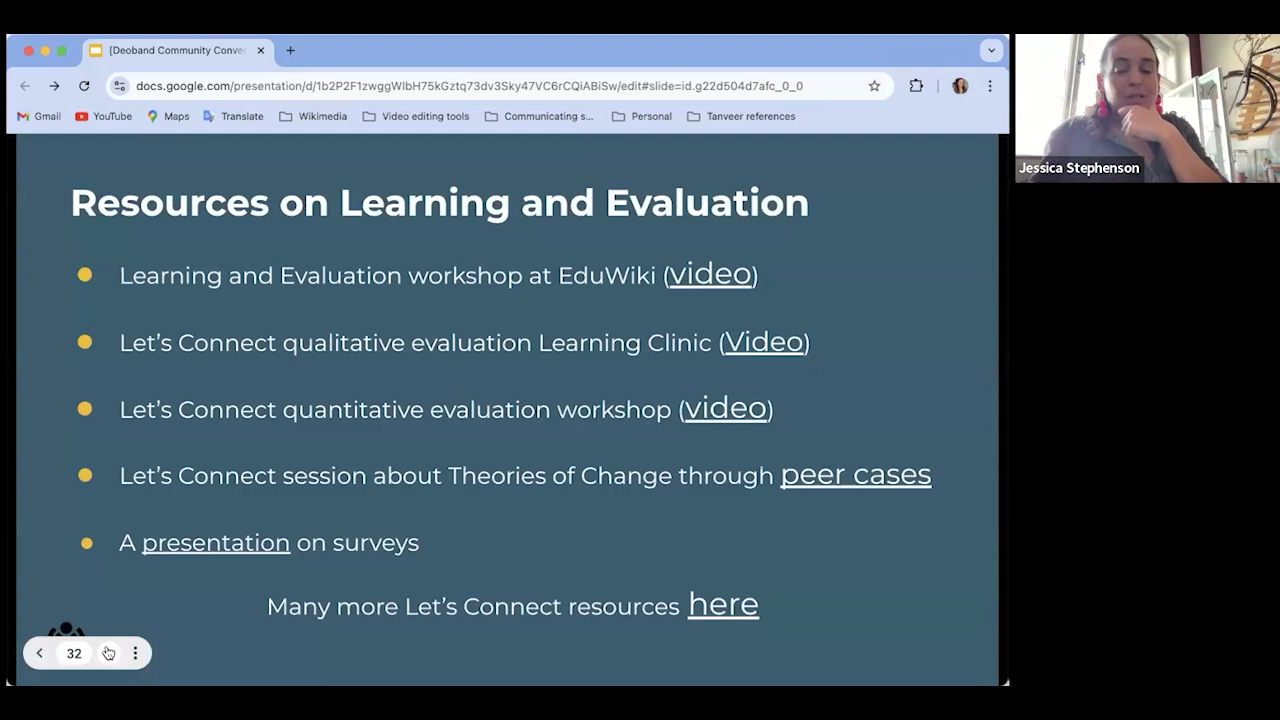 [Deoband Community Conve
docs.google.com/presentation/d/1b2P2F1zwggWlbH75kGztq73dv3Sky47VC6rCQiABiSw/edit#slide=id.g22d504d7afc_0_0
Gmail YouTube Maps Translate Wikimedia Video editing tools Communicating s... Personal Tanveer references
Jessica Stephenson
Resources on Learning and Evaluation
Learning and Evaluation workshop at EduWiki (video)
Let's Connect qualitative evaluation Learning Clinic (Video)
Let's Connect quantitative evaluation workshop (video)
Let's Connect session about Theories of Change through peer cases
A presentation on surveys
Many more Let's Connect resources here
32